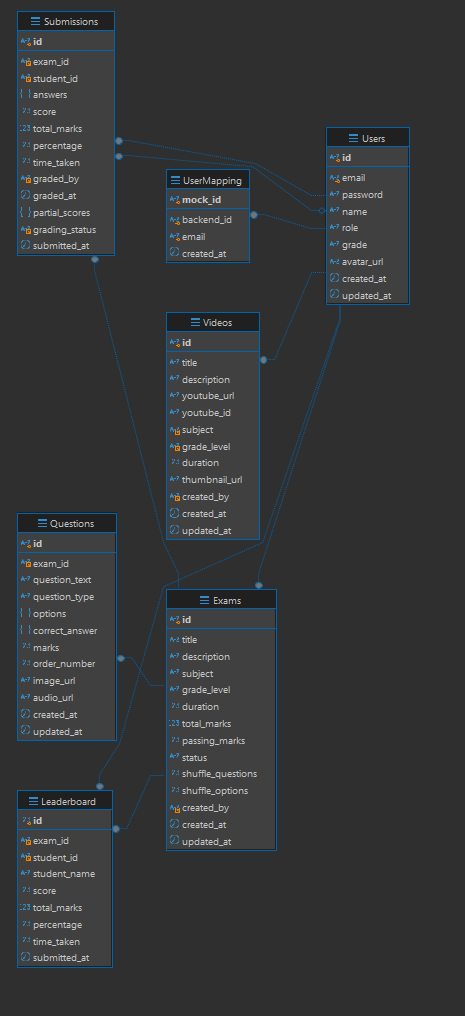 Submissions
id
exam_id
student_id
answers
score
total_marks
percentage
time_taken
graded_by
graded_at
partial_scores
grading_status
submitted_at
Users
id
email
password
name
role
grade
avatar_url
created_at
updated_at
UserMapping
mock_id
backend_id
email
created_at
Videos
id
title
description
youtube_url
youtube_id
subject
grade_level
duration
thumbnail_url
created_by
created_at
updated_at
Questions
id
exam_id
question_text
question_type
options
correct_answer
marks
order_number
image_url
audio_url
created_at
updated_at
Exams
id
title
description
subject
grade_level
duration
total_marks
passing_marks
status
shuffle_questions
shuffle_options
created_by
created_at
updated_at
Leaderboard
id
exam_id
student_id
student_name
score
total_marks
percentage
time_taken
submitted_at